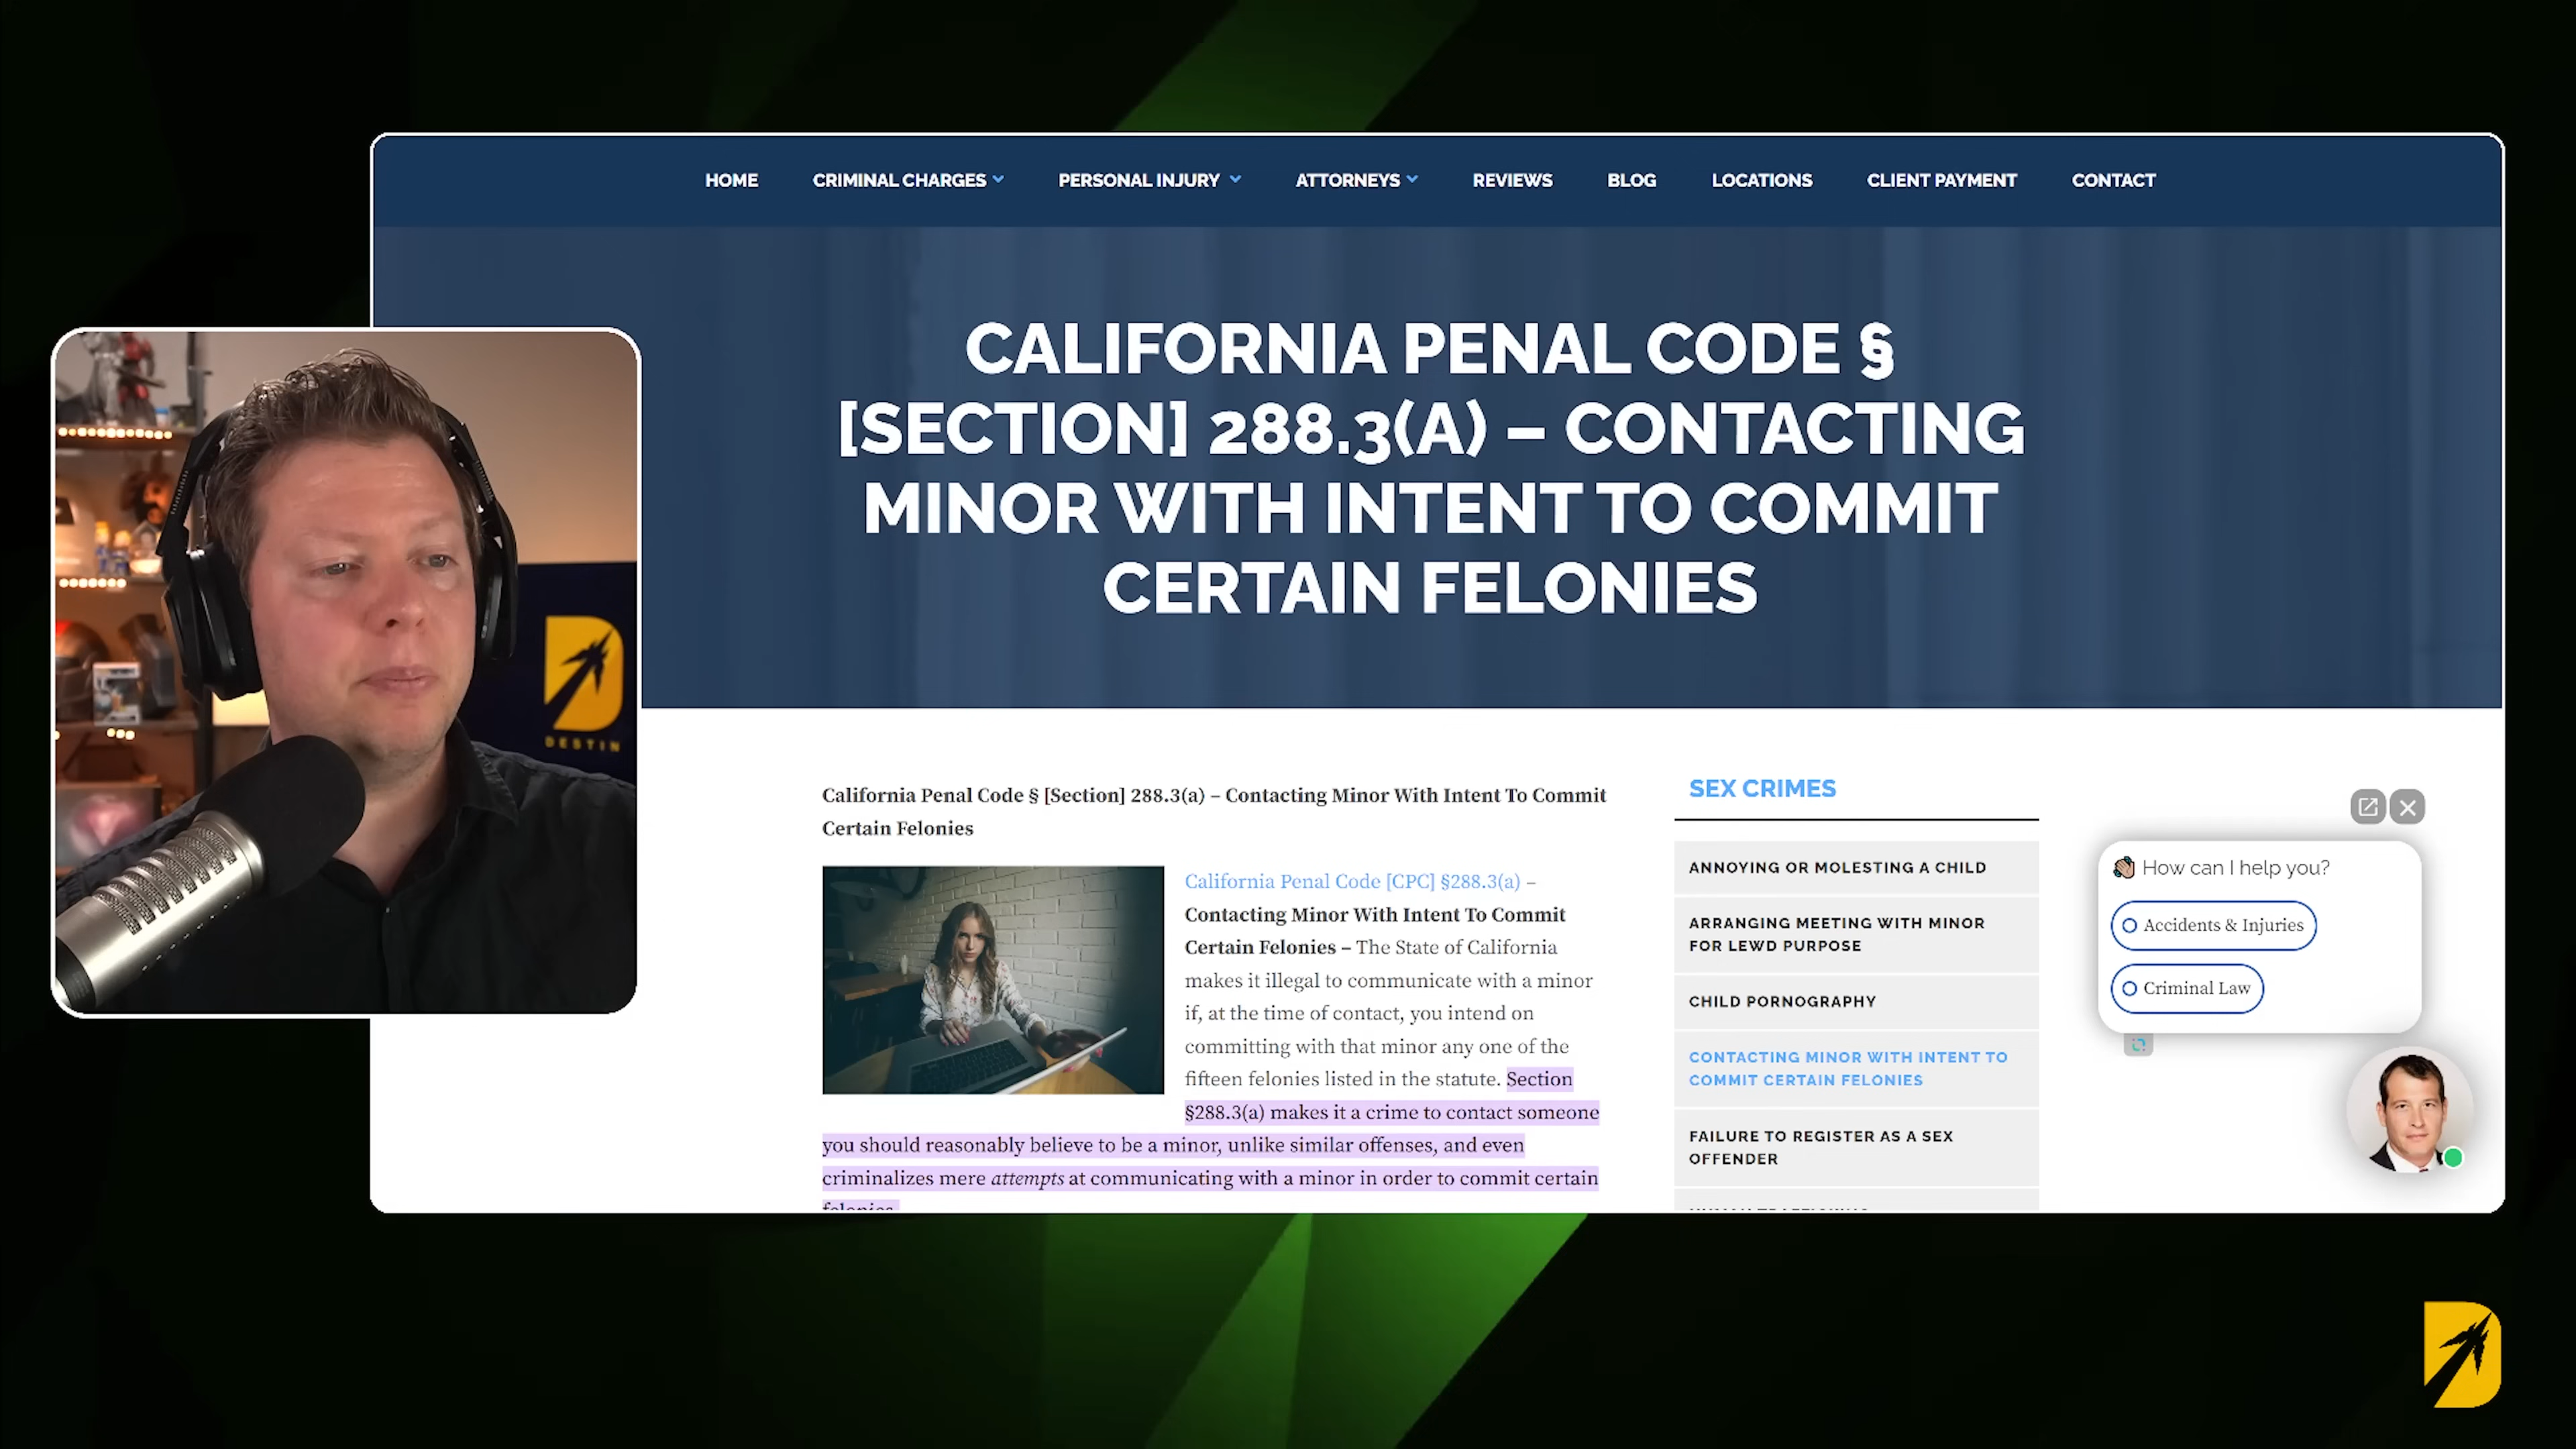 HOME CRIMINAL CHARGES PERSONAL INJURY ATTORNEYS REVIEWS BLOG LOCATIONS CLIENT PAYMENT CONTACT
CALIFORNIA PENAL CODE §
[SECTION] 288.3(A) – CONTACTING
MINOR WITH INTENT TO COMMIT
CERTAIN FELONIES
DESTIN
California Penal Code § [Section] 288.3(a) – Contacting Minor With Intent To Commit
Certain Felonies
California Penal Code [CPC] §288.3(a) –
Contacting Minor With Intent To Commit
Certain Felonies – The State of California
makes it illegal to communicate with a minor
if, at the time of contact, you intend on
committing with that minor any one of the
fifteen felonies listed in the statute. Section
§288.3(a) makes it a crime to contact someone
you should reasonably believe to be a minor, unlike similar offenses, and even
criminalizes mere attempts at communicating with a minor in order to commit certain
felonies.
SEX CRIMES
ANNOYING OR MOLESTING A CHILD
ARRANGING MEETING WITH MINOR
FOR LEWD PURPOSE
CHILD PORNOGRAPHY
CONTACTING MINOR WITH INTENT TO
COMMIT CERTAIN FELONIES
FAILURE TO REGISTER AS A SEX
OFFENDER
How can I help you?
Accidents & Injuries
Criminal Law